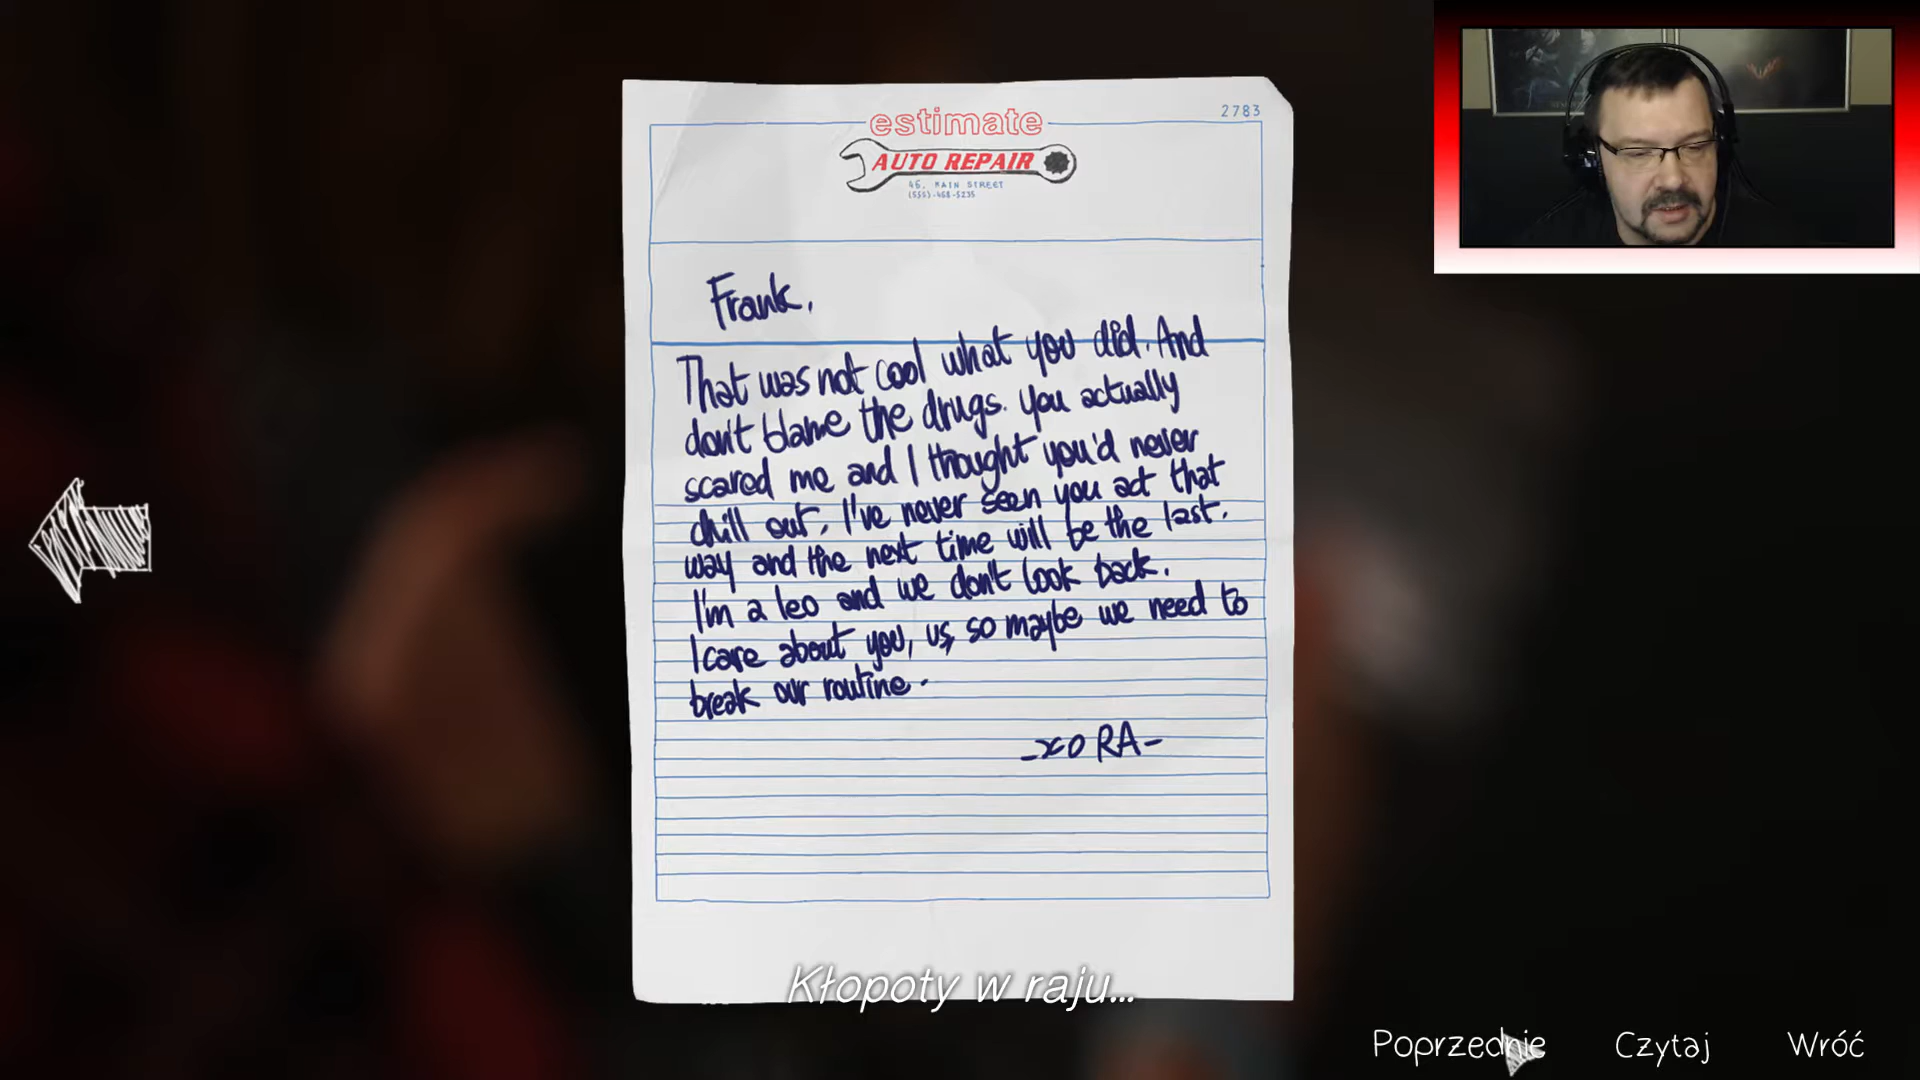 2783
estimate
AUTO REPAIR
46, MAIN STREET
(555)-468-5235
Frank,
That was not cool what you did. And
don't blame the drugs. You actually
scared me and I thought you'd never
chill out. I've never seen you act that
way and the next time will be the last.
I'm a leo and we don't look back.
I care about you, us, so maybe we need to
break our routine.
-xo RA-
Kłopoty w raju...
Poprzednie
Czytaj
Wróć